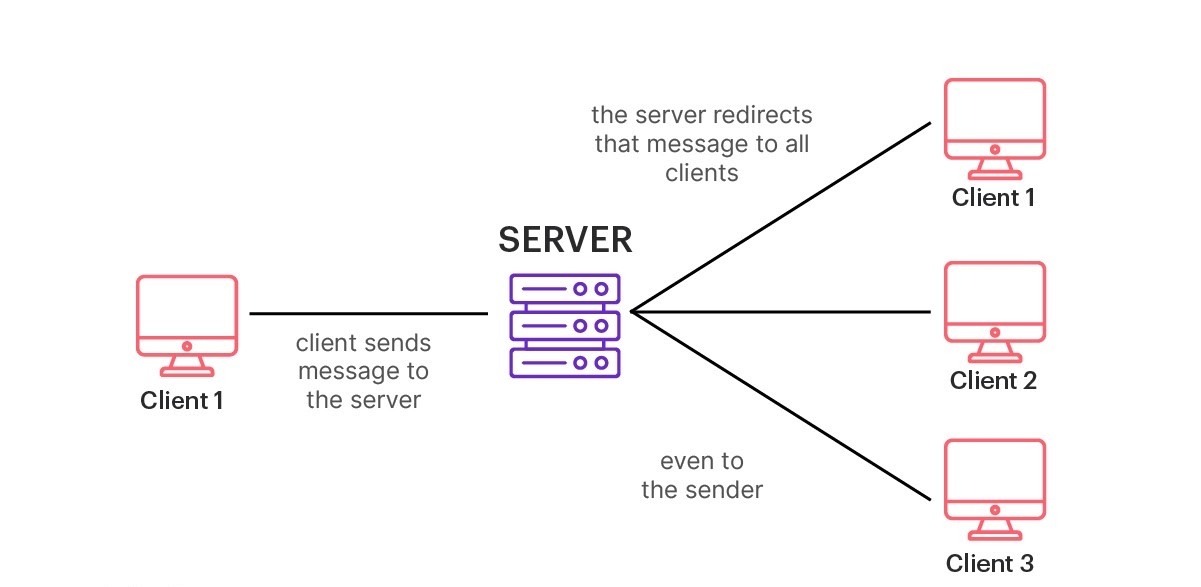 the server redirects
that message to all
clients
Client 1
SERVER
client sends
message to
the server
Client 1
Client 2
even to
the sender
Client 3